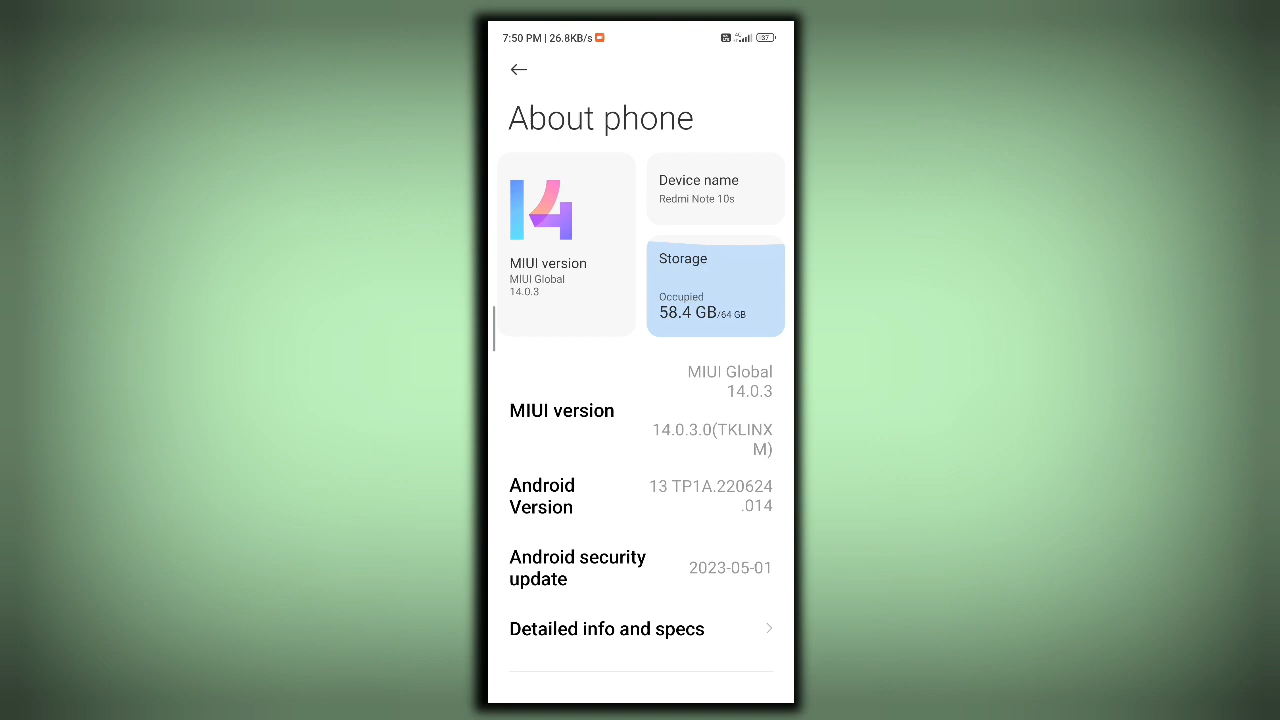 7:50 PM | 26.8KB/s
37
About phone
14
MIUI version
MIUI Global
14.0.3
Device name
Redmi Note 10s
Storage
Occupied
58.4 GB/64 GB
MIUI version
MIUI Global
14.0.3
14.0.3.0(TKLINX
M)
Android
Version
13 TP1A.220624
.014
Android security
update
2023-05-01
Detailed info and specs